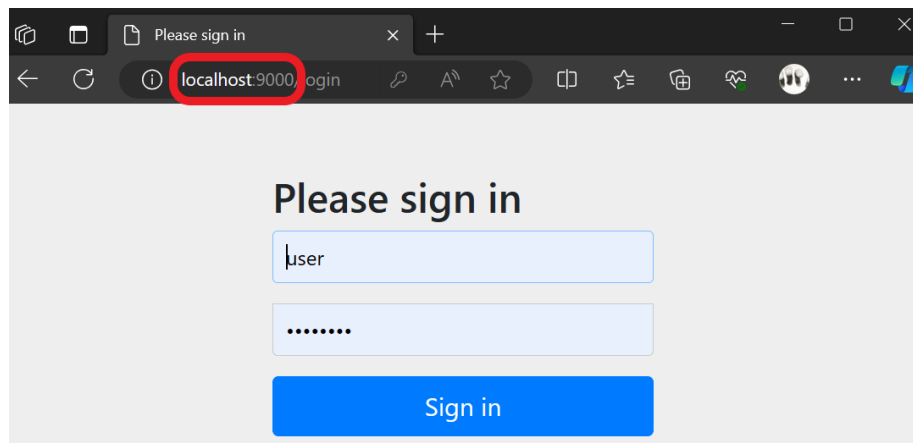 Please sign in
localhost:9000/login
Please sign in
user
••••••••
Sign in